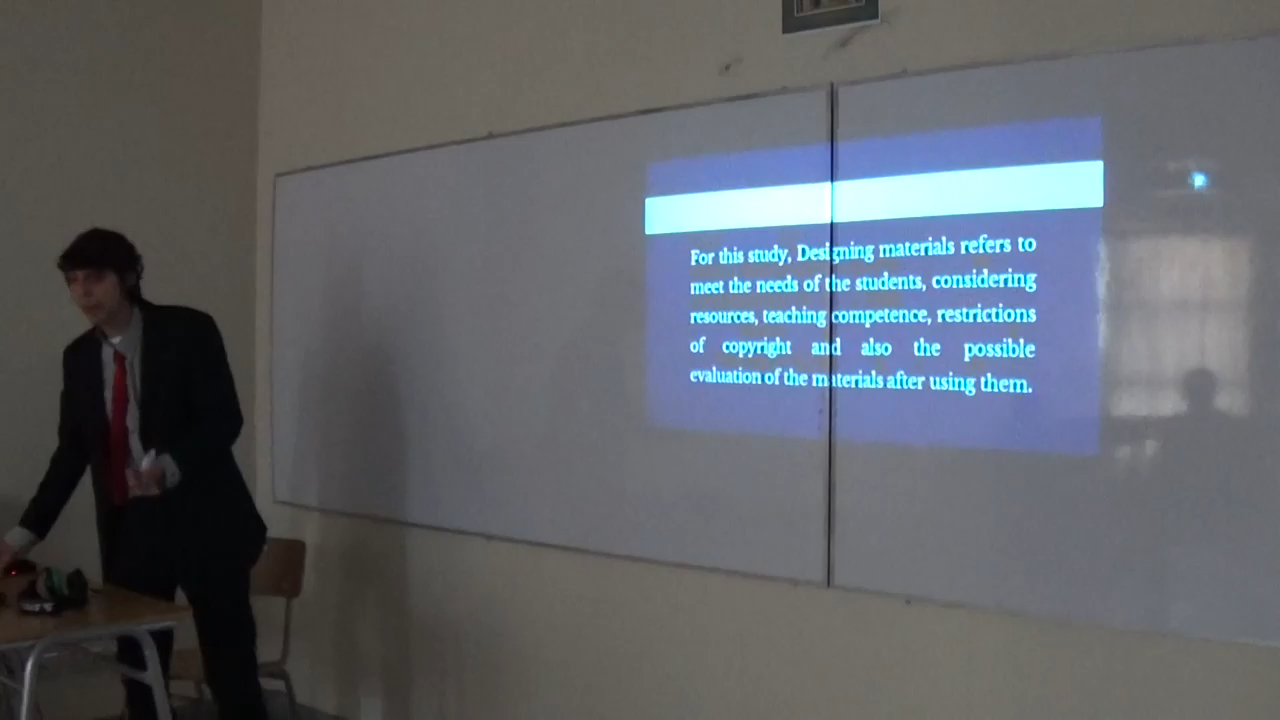 For this study, Designing materials refers to
meet the needs of the students, considering
resources, teaching competence, restrictions
of copyright and also the possible
evaluation of the materials after using them.